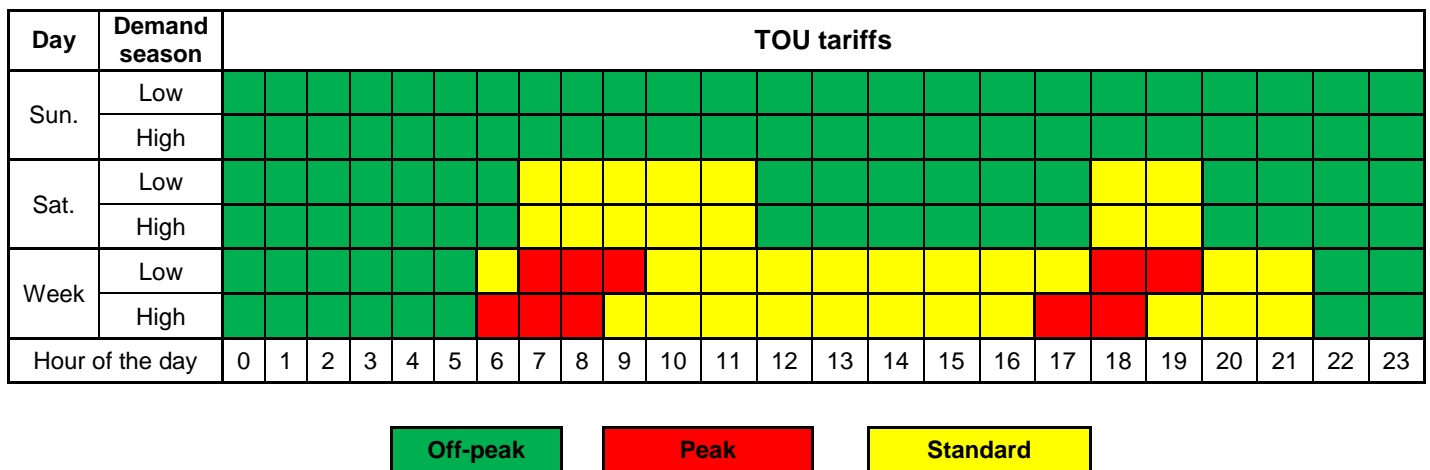 Day Demand season TOU tariffs
Sun. Low
High
Sat. Low
High
Week Low
High
Hour of the day 0 1 2 3 4 5 6 7 8 9 10 11 12 13 14 15 16 17 18 19 20 21 22 23
Off-peak Peak Standard